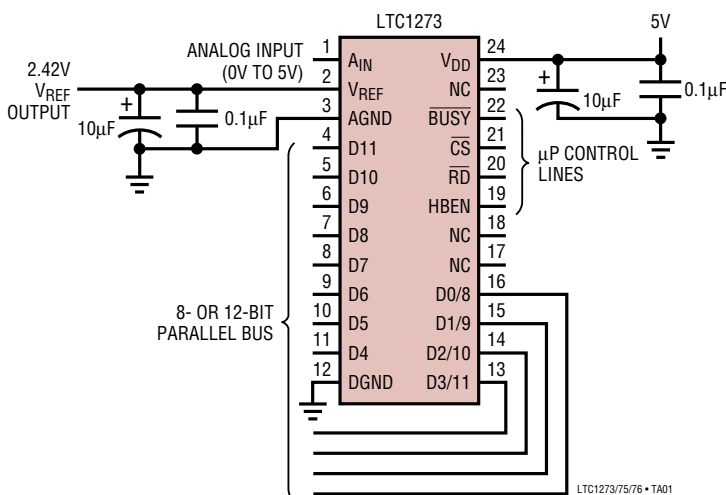 LTC1273
5V
ANALOG INPUT
(0V TO 5V)
2.42V
VREF
OUTPUT
+
10µF
0.1µF
+
10µF
0.1µF
1 AIN VDD 24
2 VREF NC 23
3 AGND BUSY 22
4 D11 CS 21
5 D10 RD 20
6 D9 HBEN 19
7 D8 NC 18
8 D7 NC 17
9 D6 D0/8 16
10 D5 D1/9 15
11 D4 D2/10 14
12 DGND D3/11 13
µP CONTROL
LINES
8- OR 12-BIT
PARALLEL BUS
LTC1273/75/76 • TA01